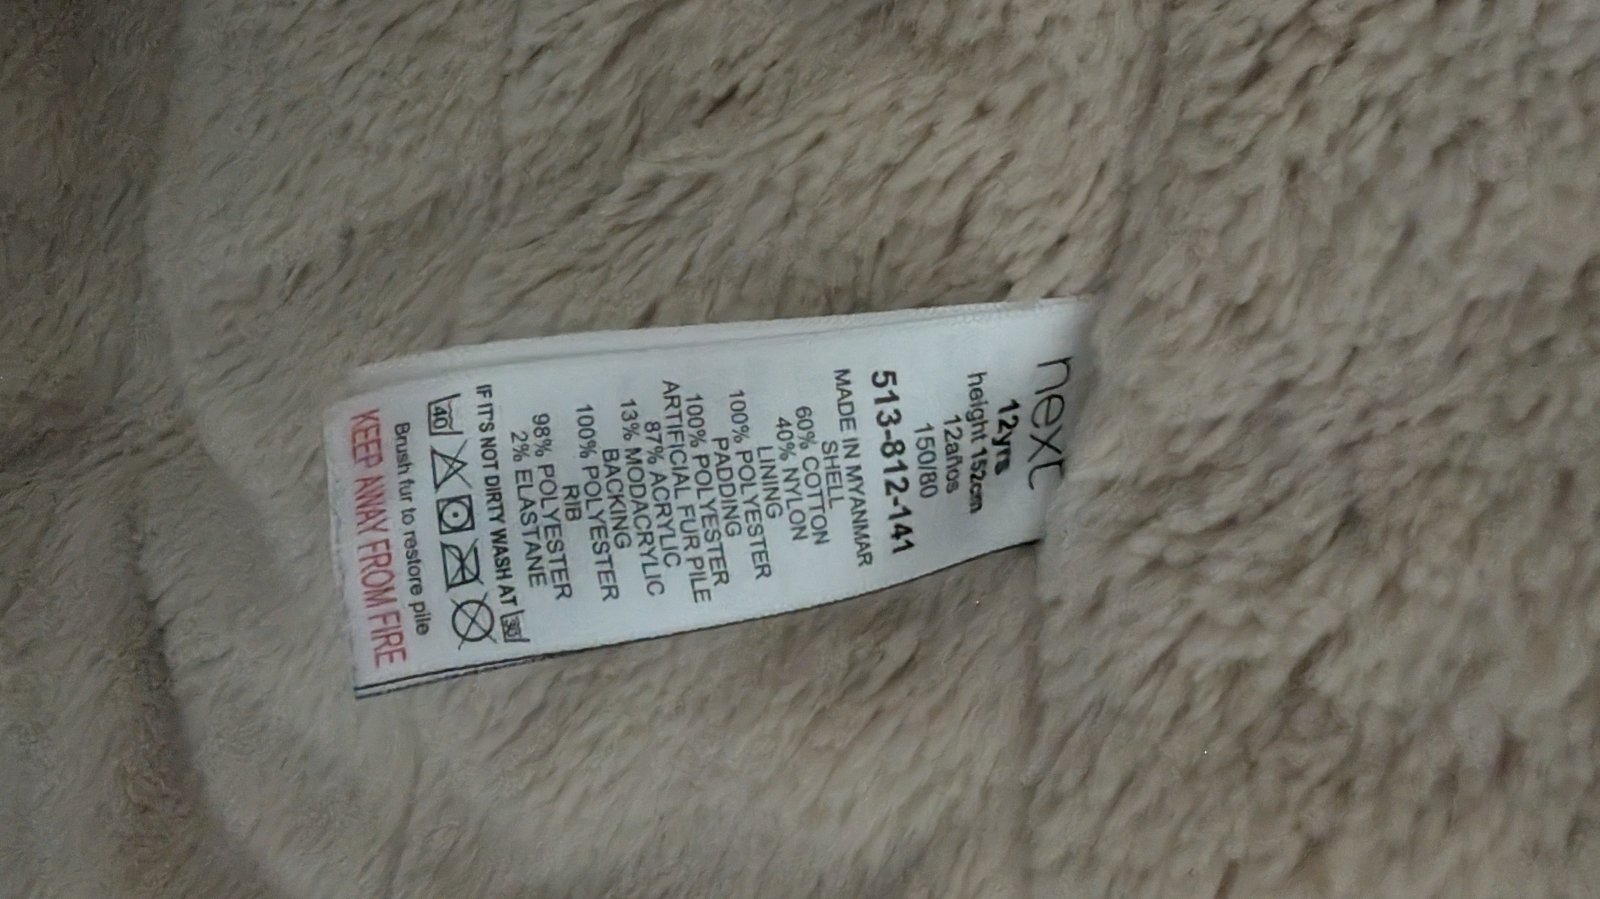 next
12yrs
height 152cm
12años
150/80
513-812-141
MADE IN MYANMAR
SHELL
60% COTTON
40% NYLON
LINING
100% POLYESTER
PADDING
100% POLYESTER
ARTIFICIAL FUR PILE
87% ACRYLIC
13% MODACRYLIC
BACKING
100% POLYESTER
RIB
98% POLYESTER
2% ELASTANE
IF IT'S NOT DIRTY WASH AT 30
40
Brush fur to restore pile
KEEP AWAY FROM FIRE